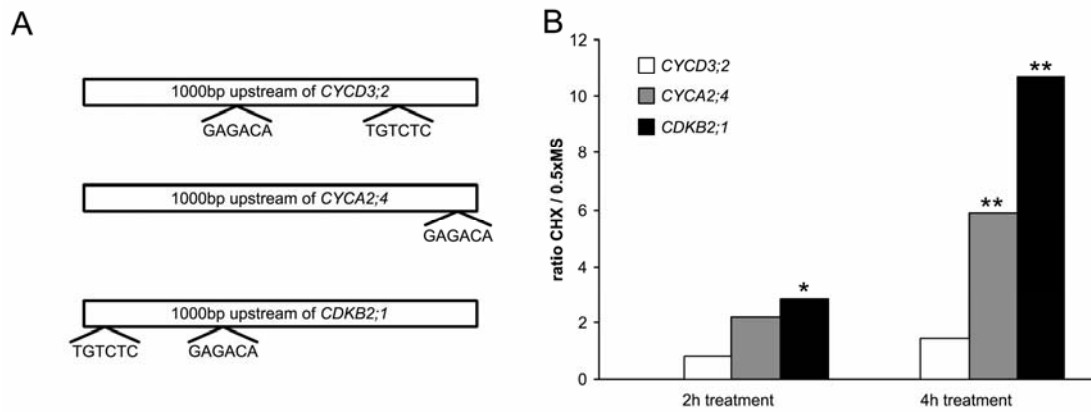 A
1000bp upstream of CYCD3;2
GAGACA
TGTCTC
1000bp upstream of CYCA2;4
GAGACA
1000bp upstream of CDKB2;1
TGTCTC
GAGACA
B
ratio CHX / 0.5xMS
12
10
8
6
4
2
0
CYCD3;2
CYCA2;4
CDKB2;1
*
**
**
2h treatment
4h treatment